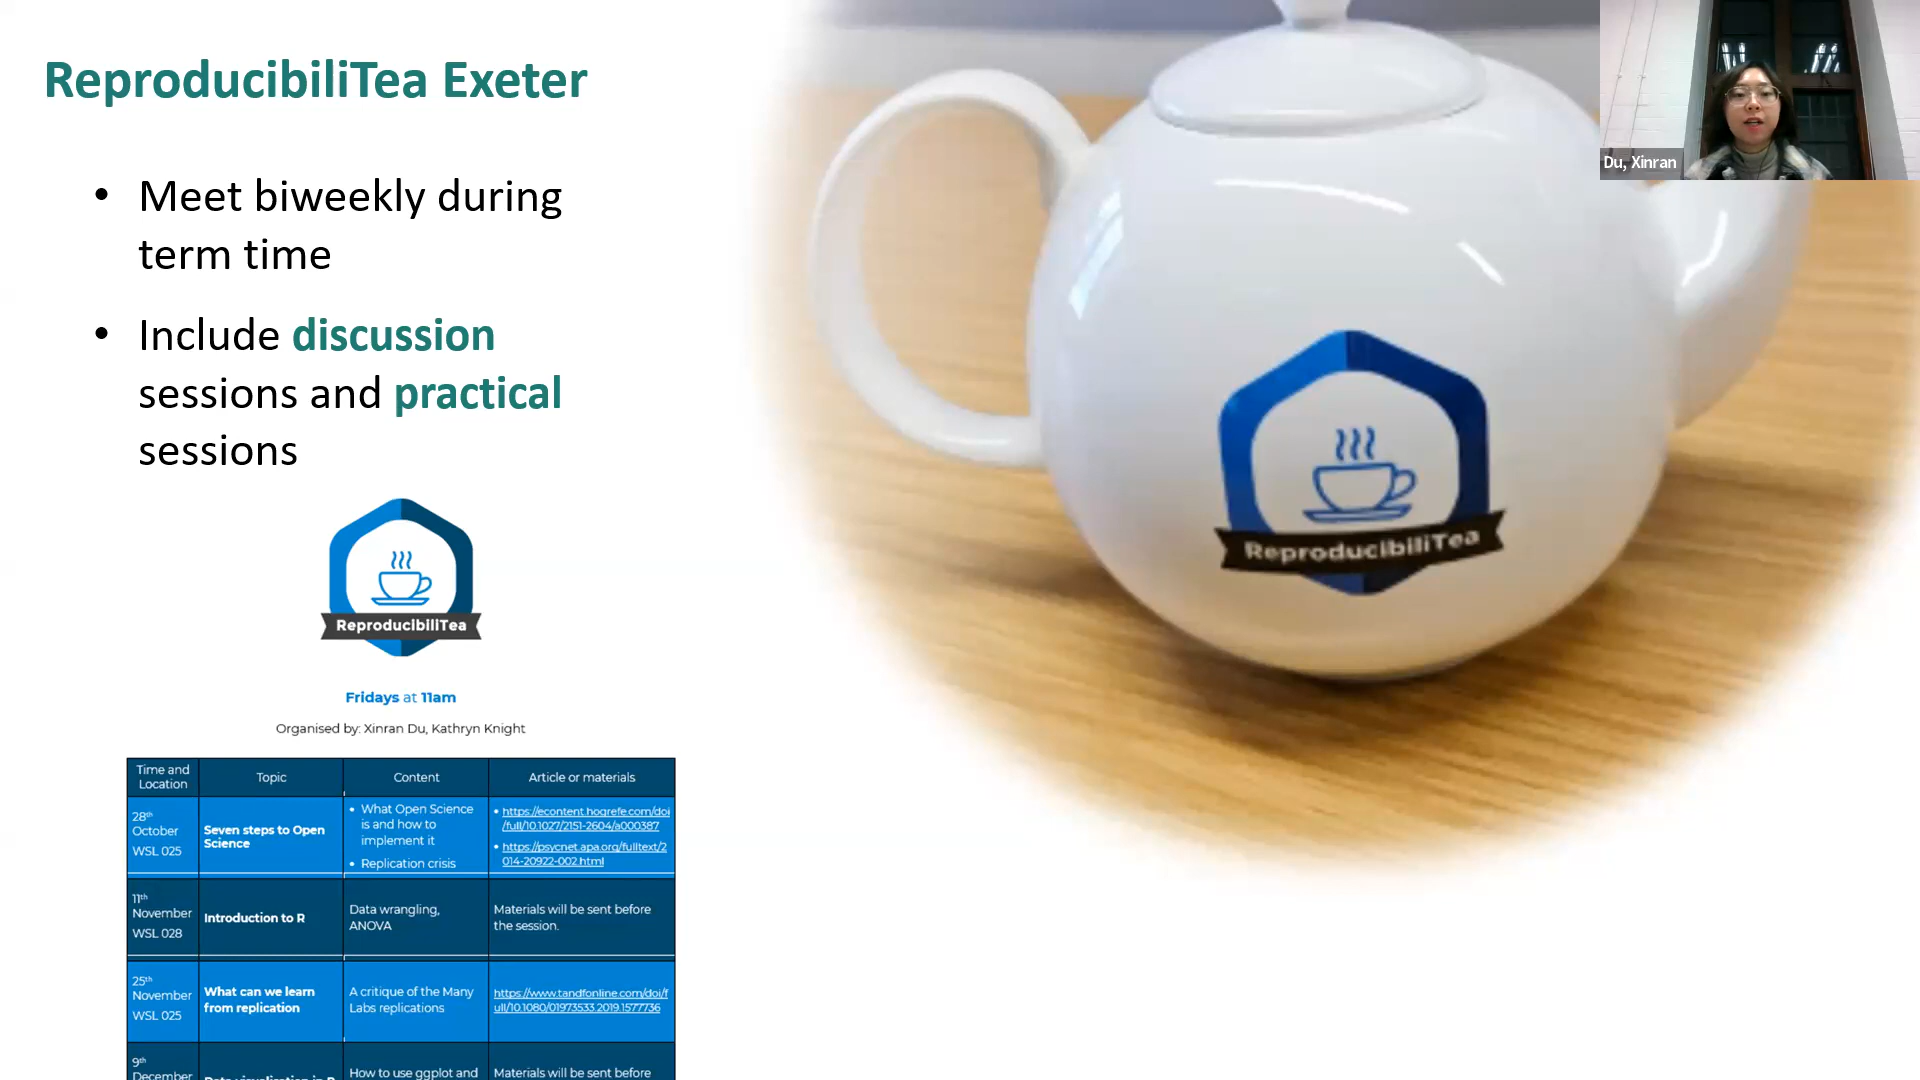 ReproducibiliTea Exeter
• Meet biweekly during
term time
• Include discussion
sessions and practical
sessions
ReproducibiliTea
Fridays at 11am
Organised by: Xinran Du, Kathryn Knight
Time and
Location
Topic
Content
Article or materials
28th
October
WSL 025
Seven steps to Open
Science
• What Open Science
is and how to
implement it
• Replication crisis
• https://econtent.hogrefe.com/doi
/full/10.1027/2151-2604/a000387
• https://psycnet.apa.org/fulltext/2
014-20922-002.html
11th
November
WSL 028
Introduction to R
Data wrangling,
ANOVA
Materials will be sent before
the session.
25th
November
WSL 025
What can we learn
from replication
A critique of the Many
Labs replications
https://www.tandfonline.com/doi/f
ull/10.1080/01973533.2019.1577736
9th
December
Data visualisation in R
How to use ggplot and
Materials will be sent before
ReproducibiliTea
Du, Xinran